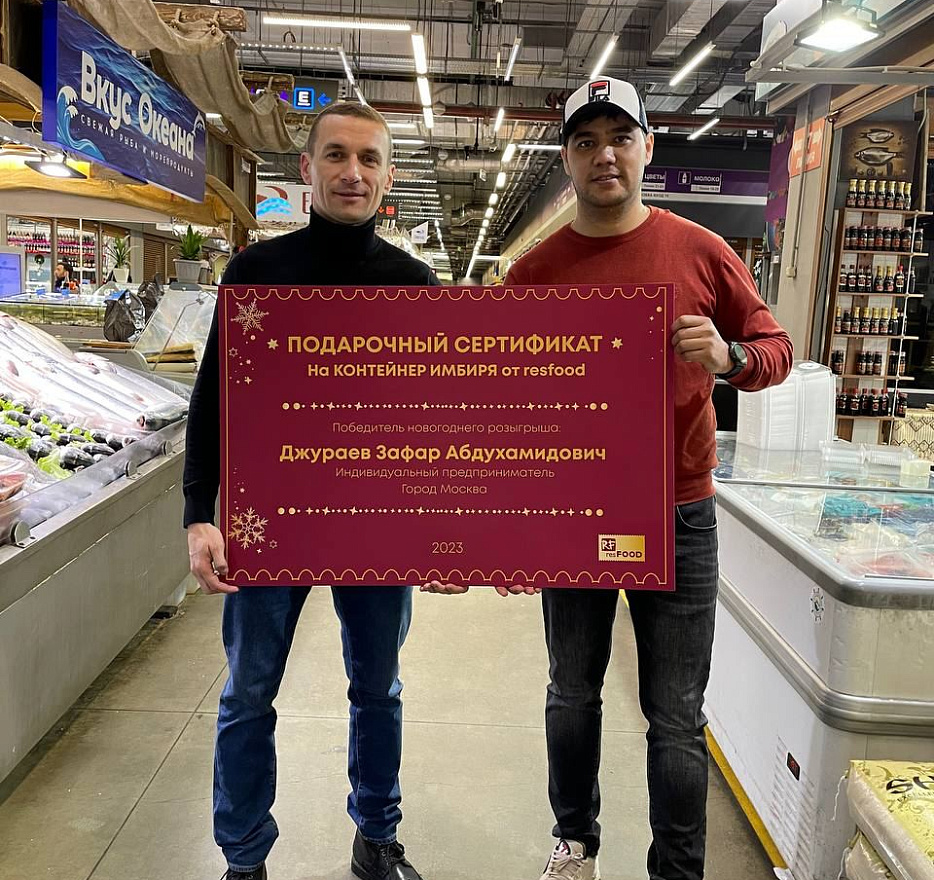 Вкус Океана
СВЕЖАЯ РЫБА И МОРЕПРОДУКТЫ
E
FILA
ЦВЕТЫ
МОЛОКО
ПОДАРОЧНЫЙ СЕРТИФИКАТ
На КОНТЕЙНЕР ИМБИРЯ от resfood
Победитель новогоднего розыгрыша:
Джураев Зафар Абдухамидович
Индивидуальный предприниматель
Город Москва
2023
RF
resFOOD